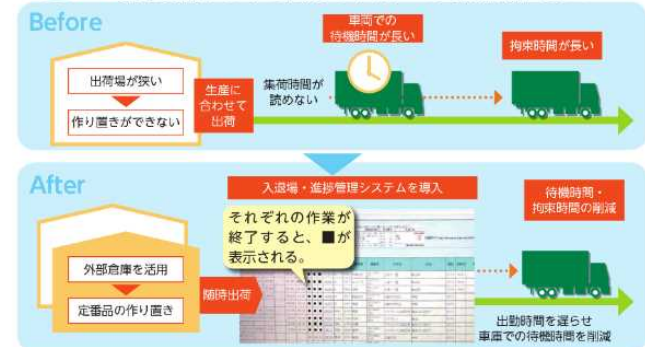 Before
車両での
待機時間が長い
拘束時間が長い
出荷場が狭い
作り置きができない
生産に
合わせて
出荷
集荷時間が
読めない
After
入退場・進捗管理システムを導入
待機時間・
拘束時間の削減
それぞれの作業が
終了すると、■が
表示される。
外部倉庫を活用
定番品の作り置き
随時出荷
出勤時間を遅らせ
車庫での待機時間を削減